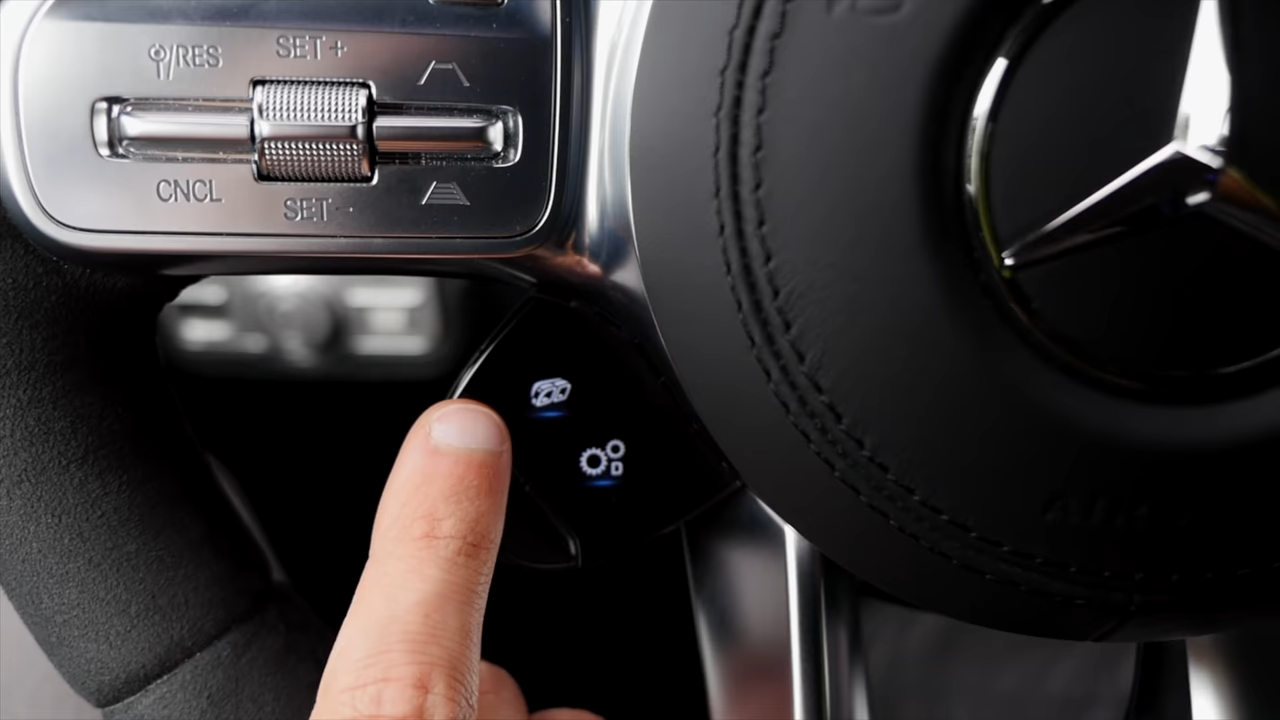 SET +
/RES
CNCL
SET -
D